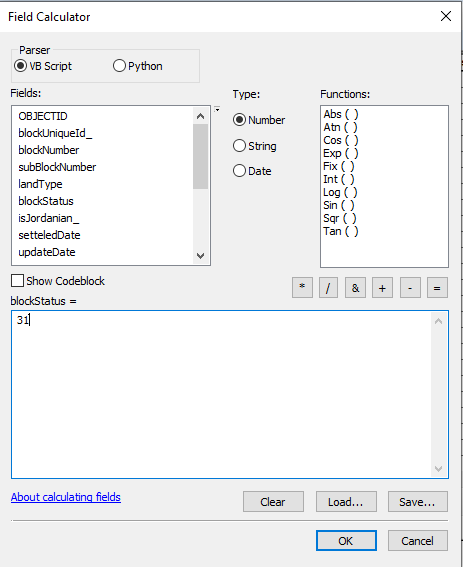 Field Calculator
Parser
VB Script
Python
Fields:
Type:
Functions:
OBJECTID
blockUniqueId_
blockNumber
subBlockNumber
landType
blockStatus
isJordanian_
setteledDate
updateDate
Number
String
Date
Abs ( )
Atn ( )
Cos ( )
Exp ( )
Fix ( )
Int ( )
Log ( )
Sin ( )
Sqr ( )
Tan ( )
Show Codeblock
* / & + - =
blockStatus =
31
About calculating fields
Clear
Load...
Save...
OK
Cancel